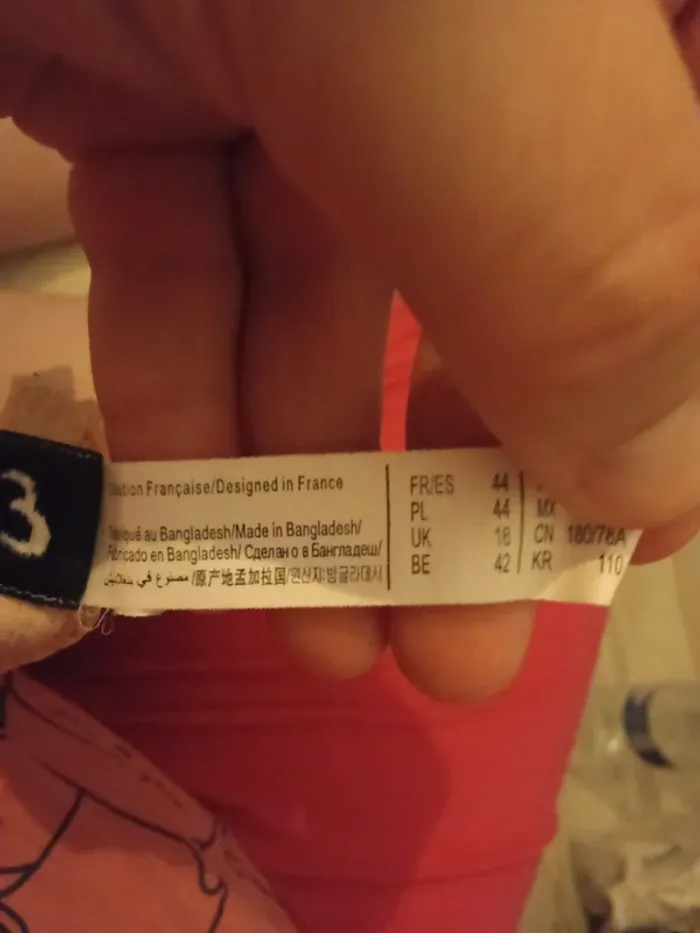 3
Française/Designed in France
au Bangladesh/Made in Bangladesh/
Fabricado en Bangladesh/ Сделано в Бангладеш/
مصنوع في بنغلاديش /原产地孟加拉国/원산지:방글라데시
FR/ES 44
PL 44
UK 16
BE 42
MX
CN 180/78A
KR 110